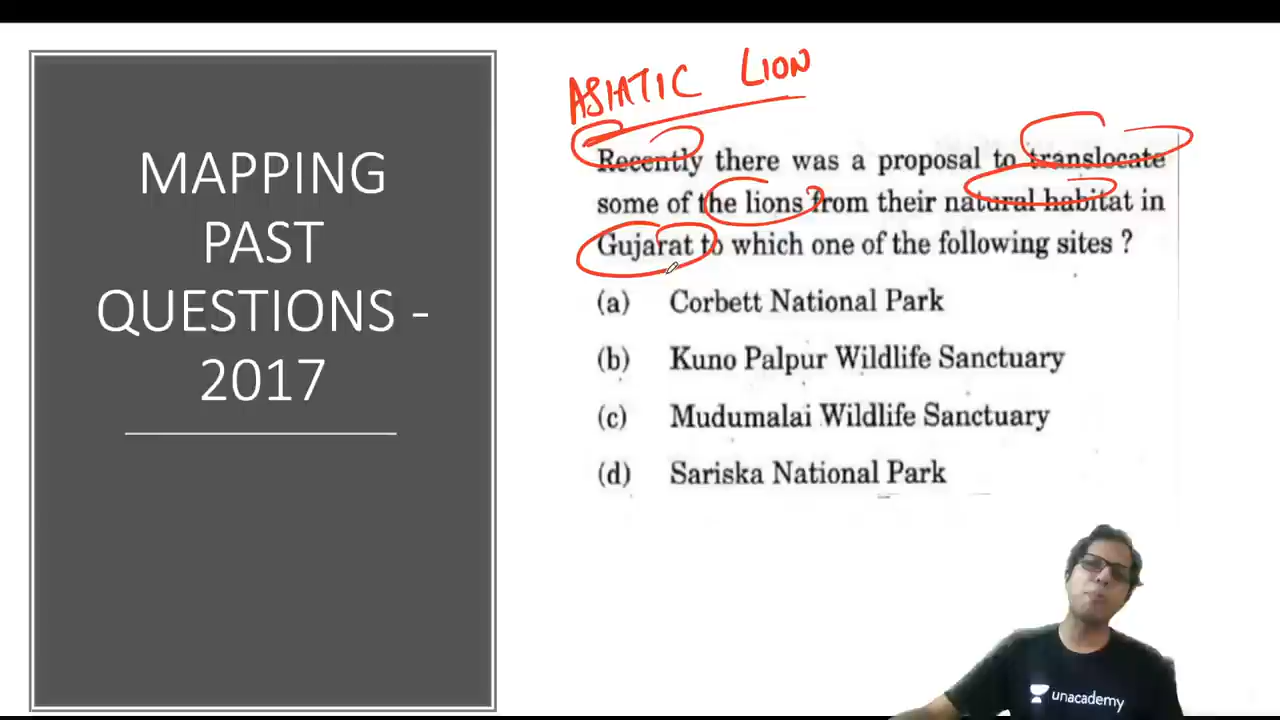 MAPPING
PAST
QUESTIONS -
2017
ASIATIC LION
Recently there was a proposal to translocate
some of the lions from their natural habitat in
Gujarat to which one of the following sites ?
(a) Corbett National Park
(b) Kuno Palpur Wildlife Sanctuary
(c) Mudumalai Wildlife Sanctuary
(d) Sariska National Park
unacademy